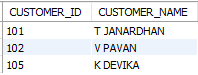 CUSTOMER_ID CUSTOMER_NAME
101 T JANARDHAN
102 V PAVAN
105 K DEVIKA